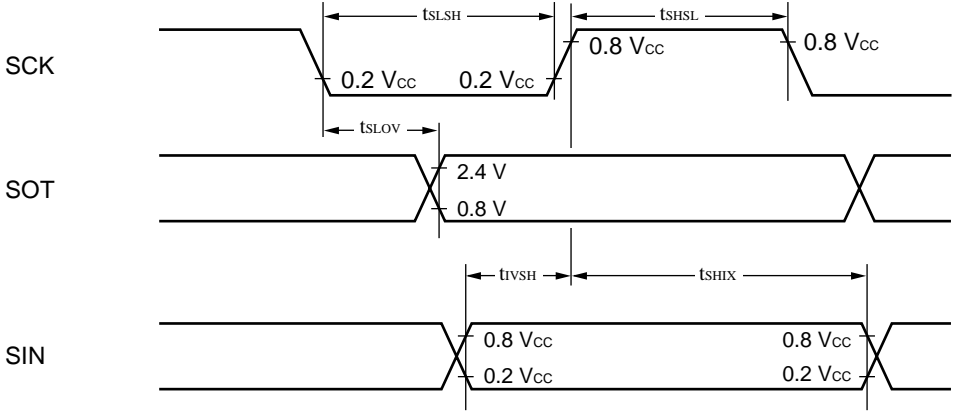 tSLSH tSHSL
SCK 0.2 VCC 0.2 VCC 0.8 VCC 0.8 VCC
tSLOV
SOT 2.4 V
0.8 V
tIVSH tSHIX
SIN 0.8 VCC 0.8 VCC
0.2 VCC 0.2 VCC